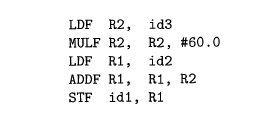 LDF R2, id3
MULF R2, R2, #60.0
LDF R1, id2
ADDF R1, R1, R2
STF id1, R1